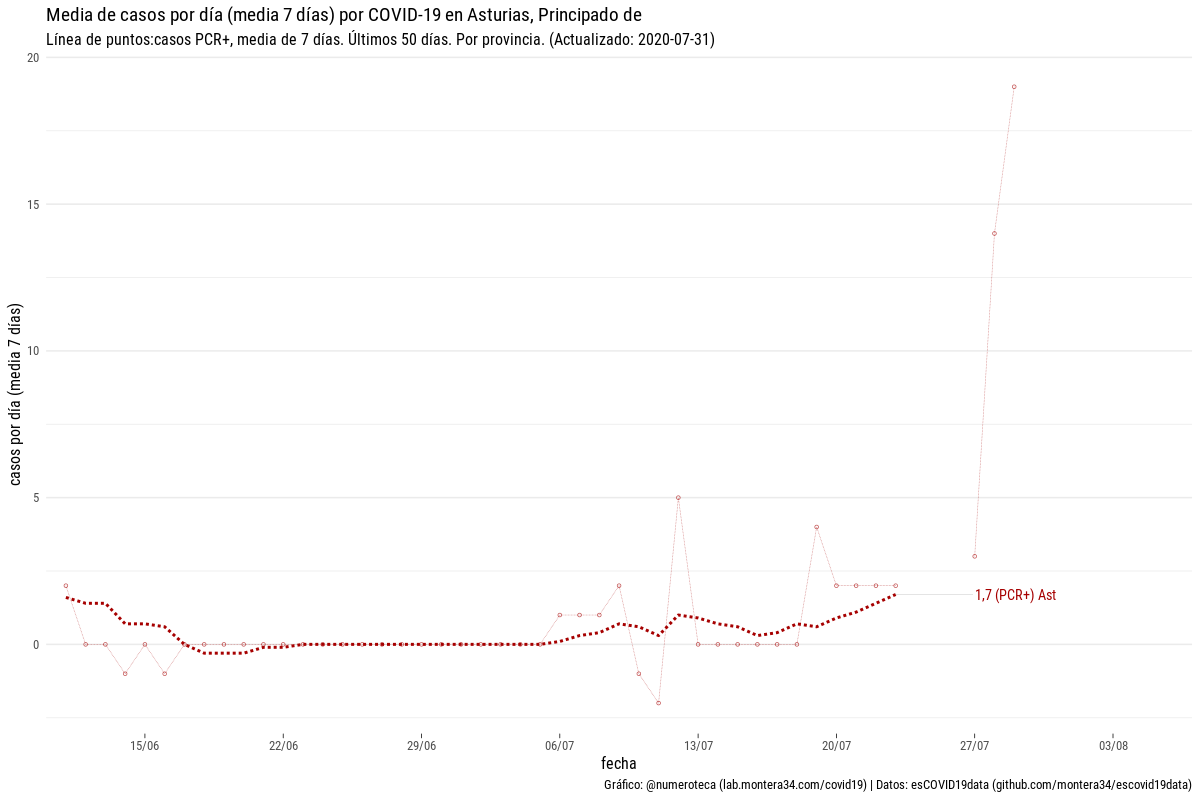 Media de casos por día (media 7 días) por COVID-19 en Asturias, Principado de
Línea de puntos:casos PCR+, media de 7 días. Últimos 50 días. Por provincia. (Actualizado: 2020-07-31)
casos por día (media 7 días)
20
15
10
5
0
1,7 (PCR+) Ast
15/06
22/06
29/06
06/07
13/07
20/07
27/07
03/08
fecha
Gráfico: @numeroteca (lab.montera34.com/covid19) | Datos: esCOVID19data (github.com/montera34/escovid19data)